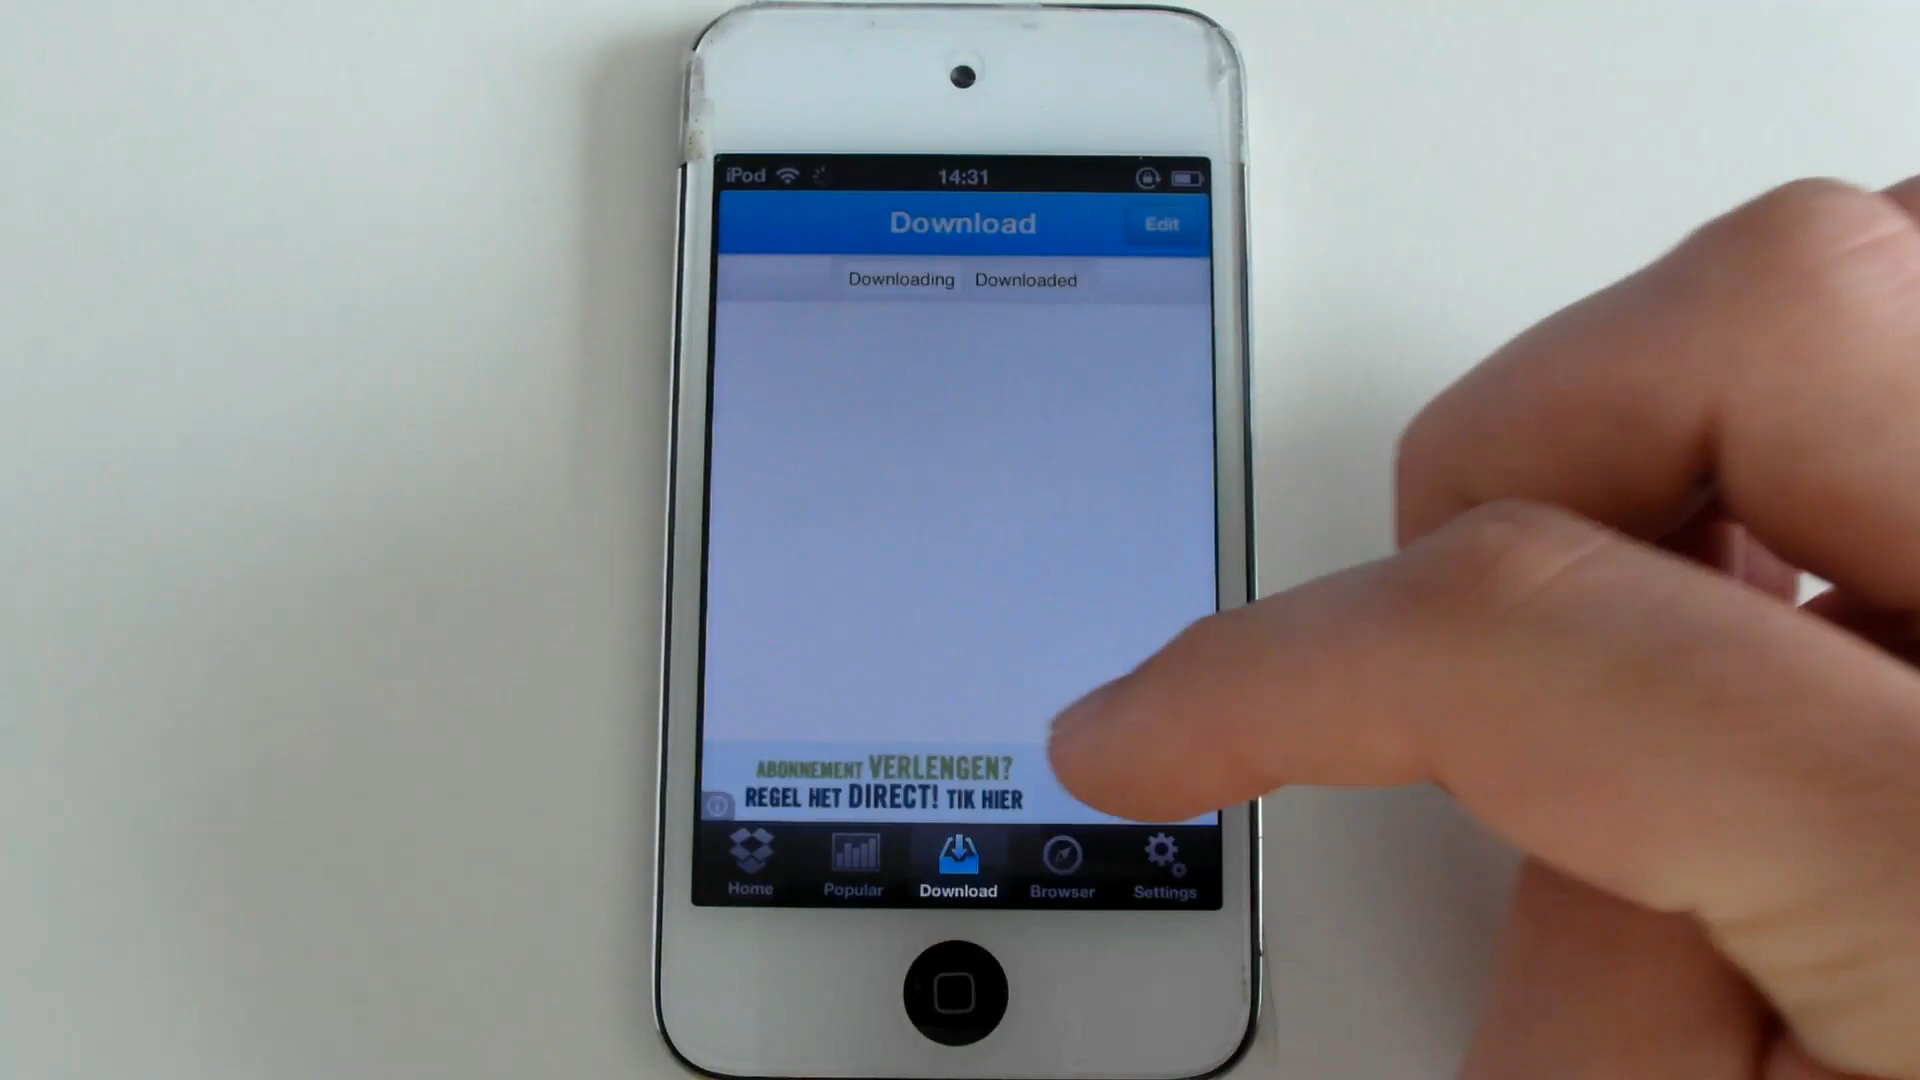 iPod 14:31
Download Edit
Downloading Downloaded
ABONNEMENT VERLENGEN?
REGEL HET DIRECT! TIK HIER
Home Popular Download Browser Settings